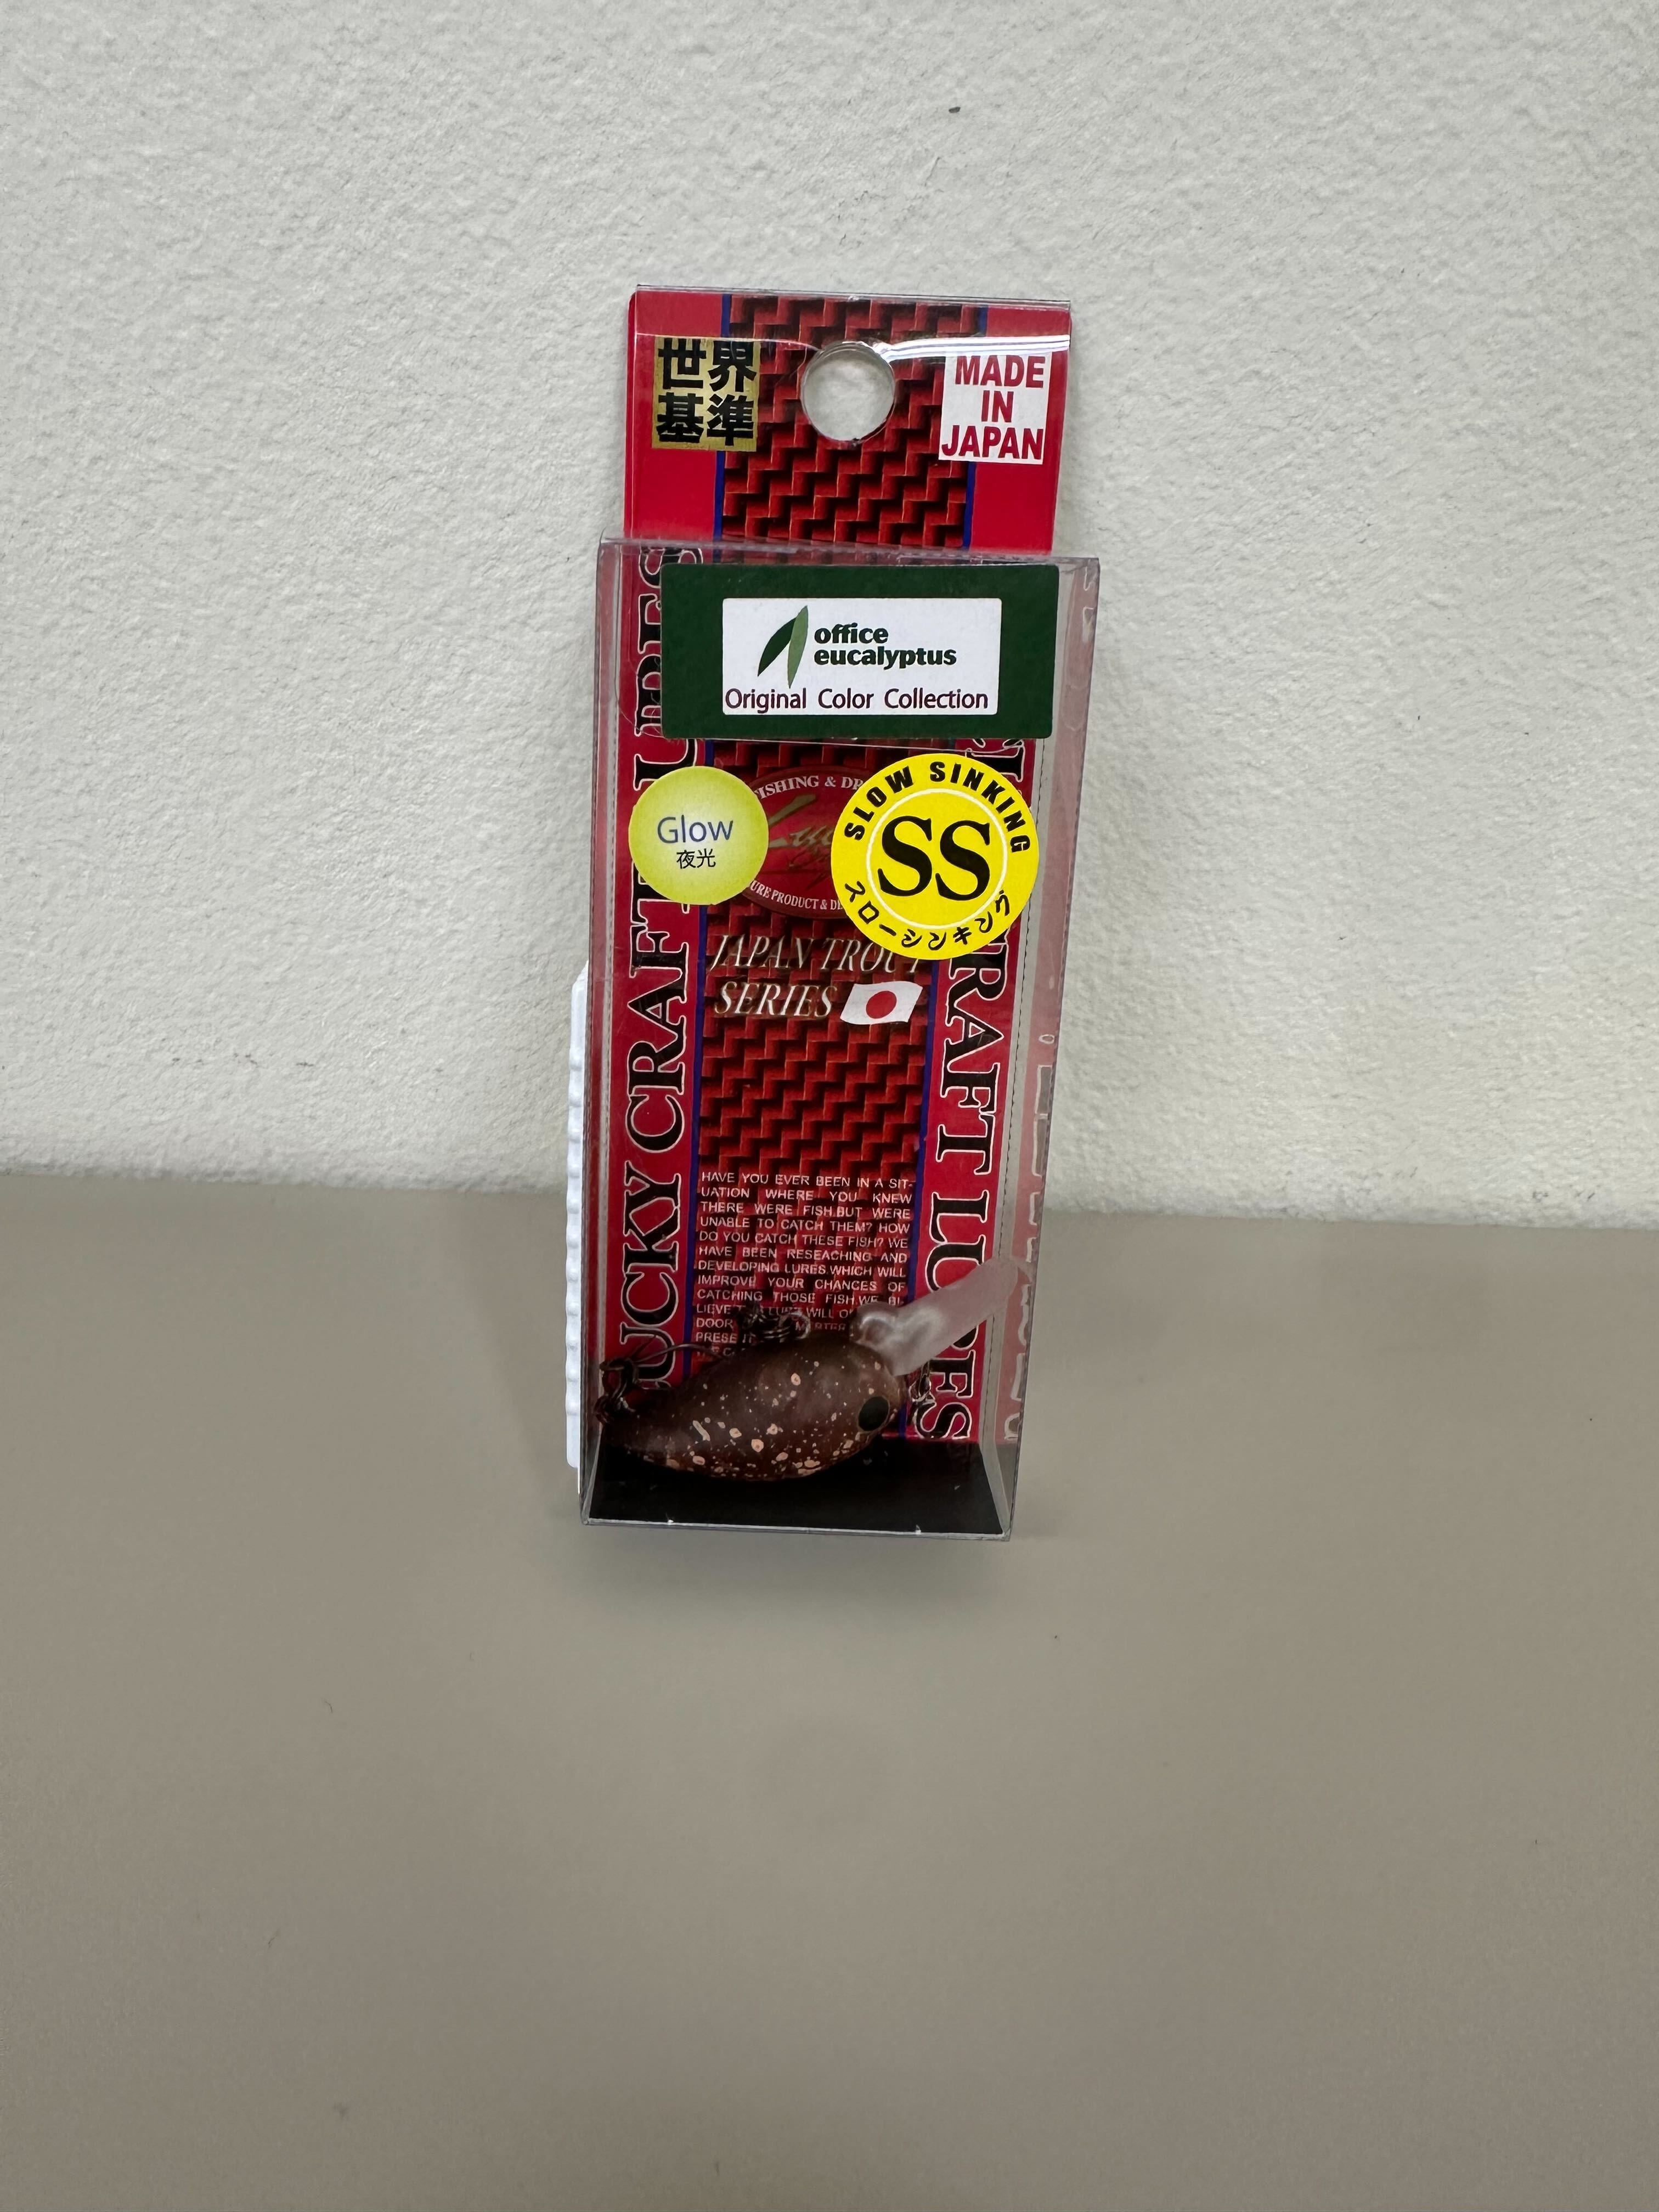 世界
基準
MADE
IN
JAPAN
office
eucalyptus
Original Color Collection
Glow
夜光
SLOW SINKING
SS
スローシンキング
JAPAN TROUT
SERIES
LUCKY CRAFT LURES
CRAFT LURES
HAVE YOU EVER BEEN IN A SIT-
UATION WHERE YOU KNEW
THERE WERE FISH.BUT WERE
UNABLE TO CATCH THEM? HOW
DO YOU CATCH THESE FISH? WE
HAVE BEEN RESEACHING AND
DEVELOPING LURES.WHICH WILL
IMPROVE YOUR CHANCES OF
CATCHING THOSE FISH.WE BI-
LIEVE WILL
DOOR